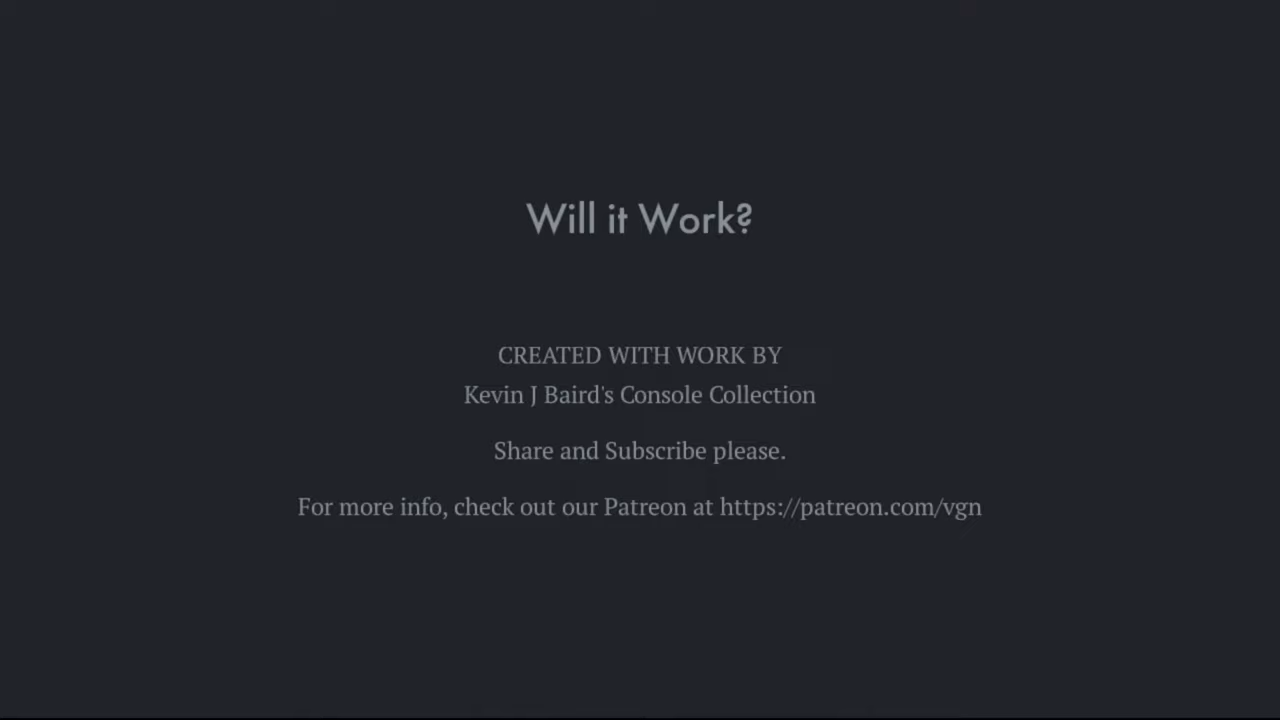 Will it Work?
CREATED WITH WORK BY
Kevin J Baird's Console Collection
Share and Subscribe please.
For more info, check out our Patreon at https://patreon.com/vgn